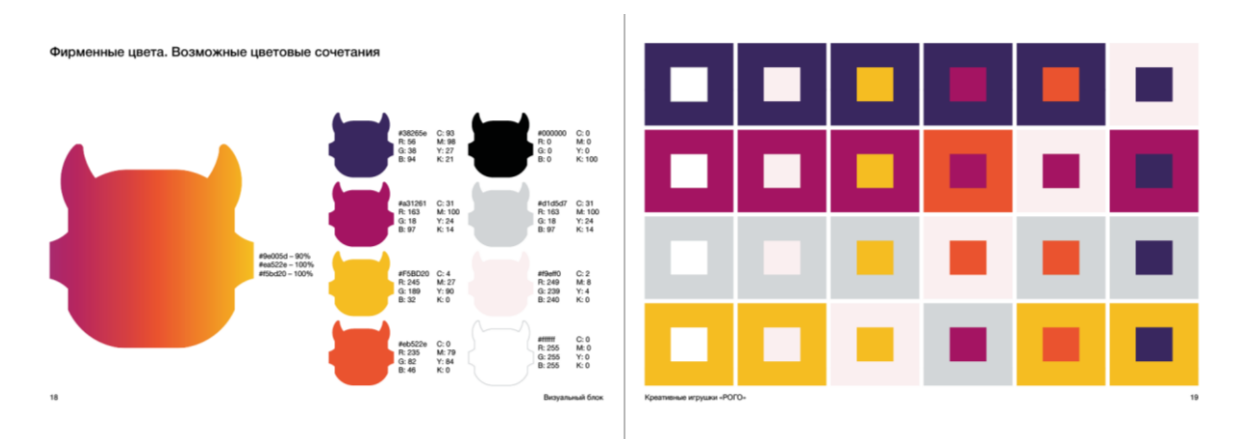 Фирменные цвета. Возможные цветовые сочетания
#9e005d – 90%
#ea522e – 100%
#f5bd20 – 100%
#38265e C: 93
R: 56 M: 98
G: 38 Y: 27
B: 94 K: 21
#000000 C: 0
R: 0 M: 0
G: 0 Y: 0
B: 0 K: 100
#a31261 C: 31
R: 163 M: 100
G: 18 Y: 24
B: 97 K: 14
#d1d5d7 C: 31
R: 163 M: 100
G: 18 Y: 24
B: 97 K: 14
#F5BD20 C: 4
R: 245 M: 27
G: 189 Y: 90
B: 32 K: 0
#f9eff0 C: 2
R: 249 M: 8
G: 239 Y: 4
B: 240 K: 0
#eb522e C: 0
R: 235 M: 79
G: 82 Y: 84
B: 46 K: 0
#ffffff C: 0
R: 255 M: 0
G: 255 Y: 0
B: 255 K: 0
18
Визуальный блок
Креативные игрушки «РОГО»
19